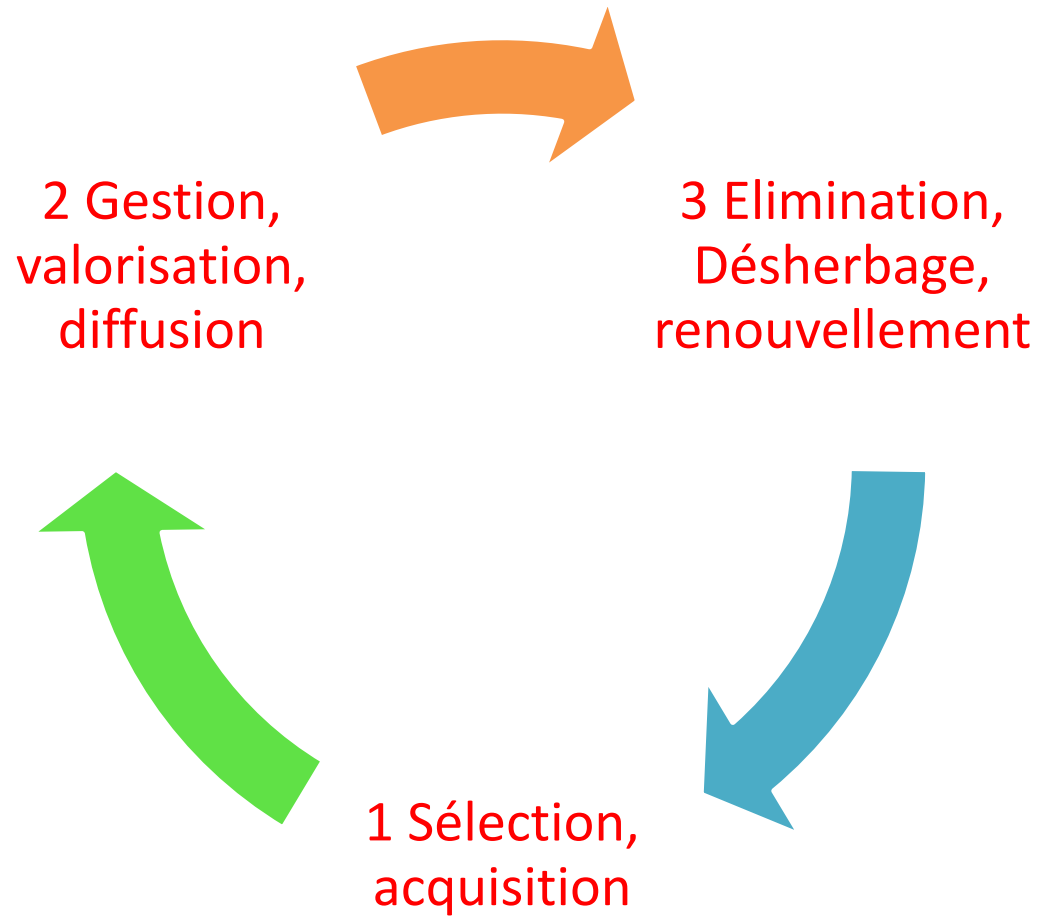 2 Gestion,
valorisation,
diffusion
3 Elimination,
Désherbage,
renouvellement
1 Sélection,
acquisition